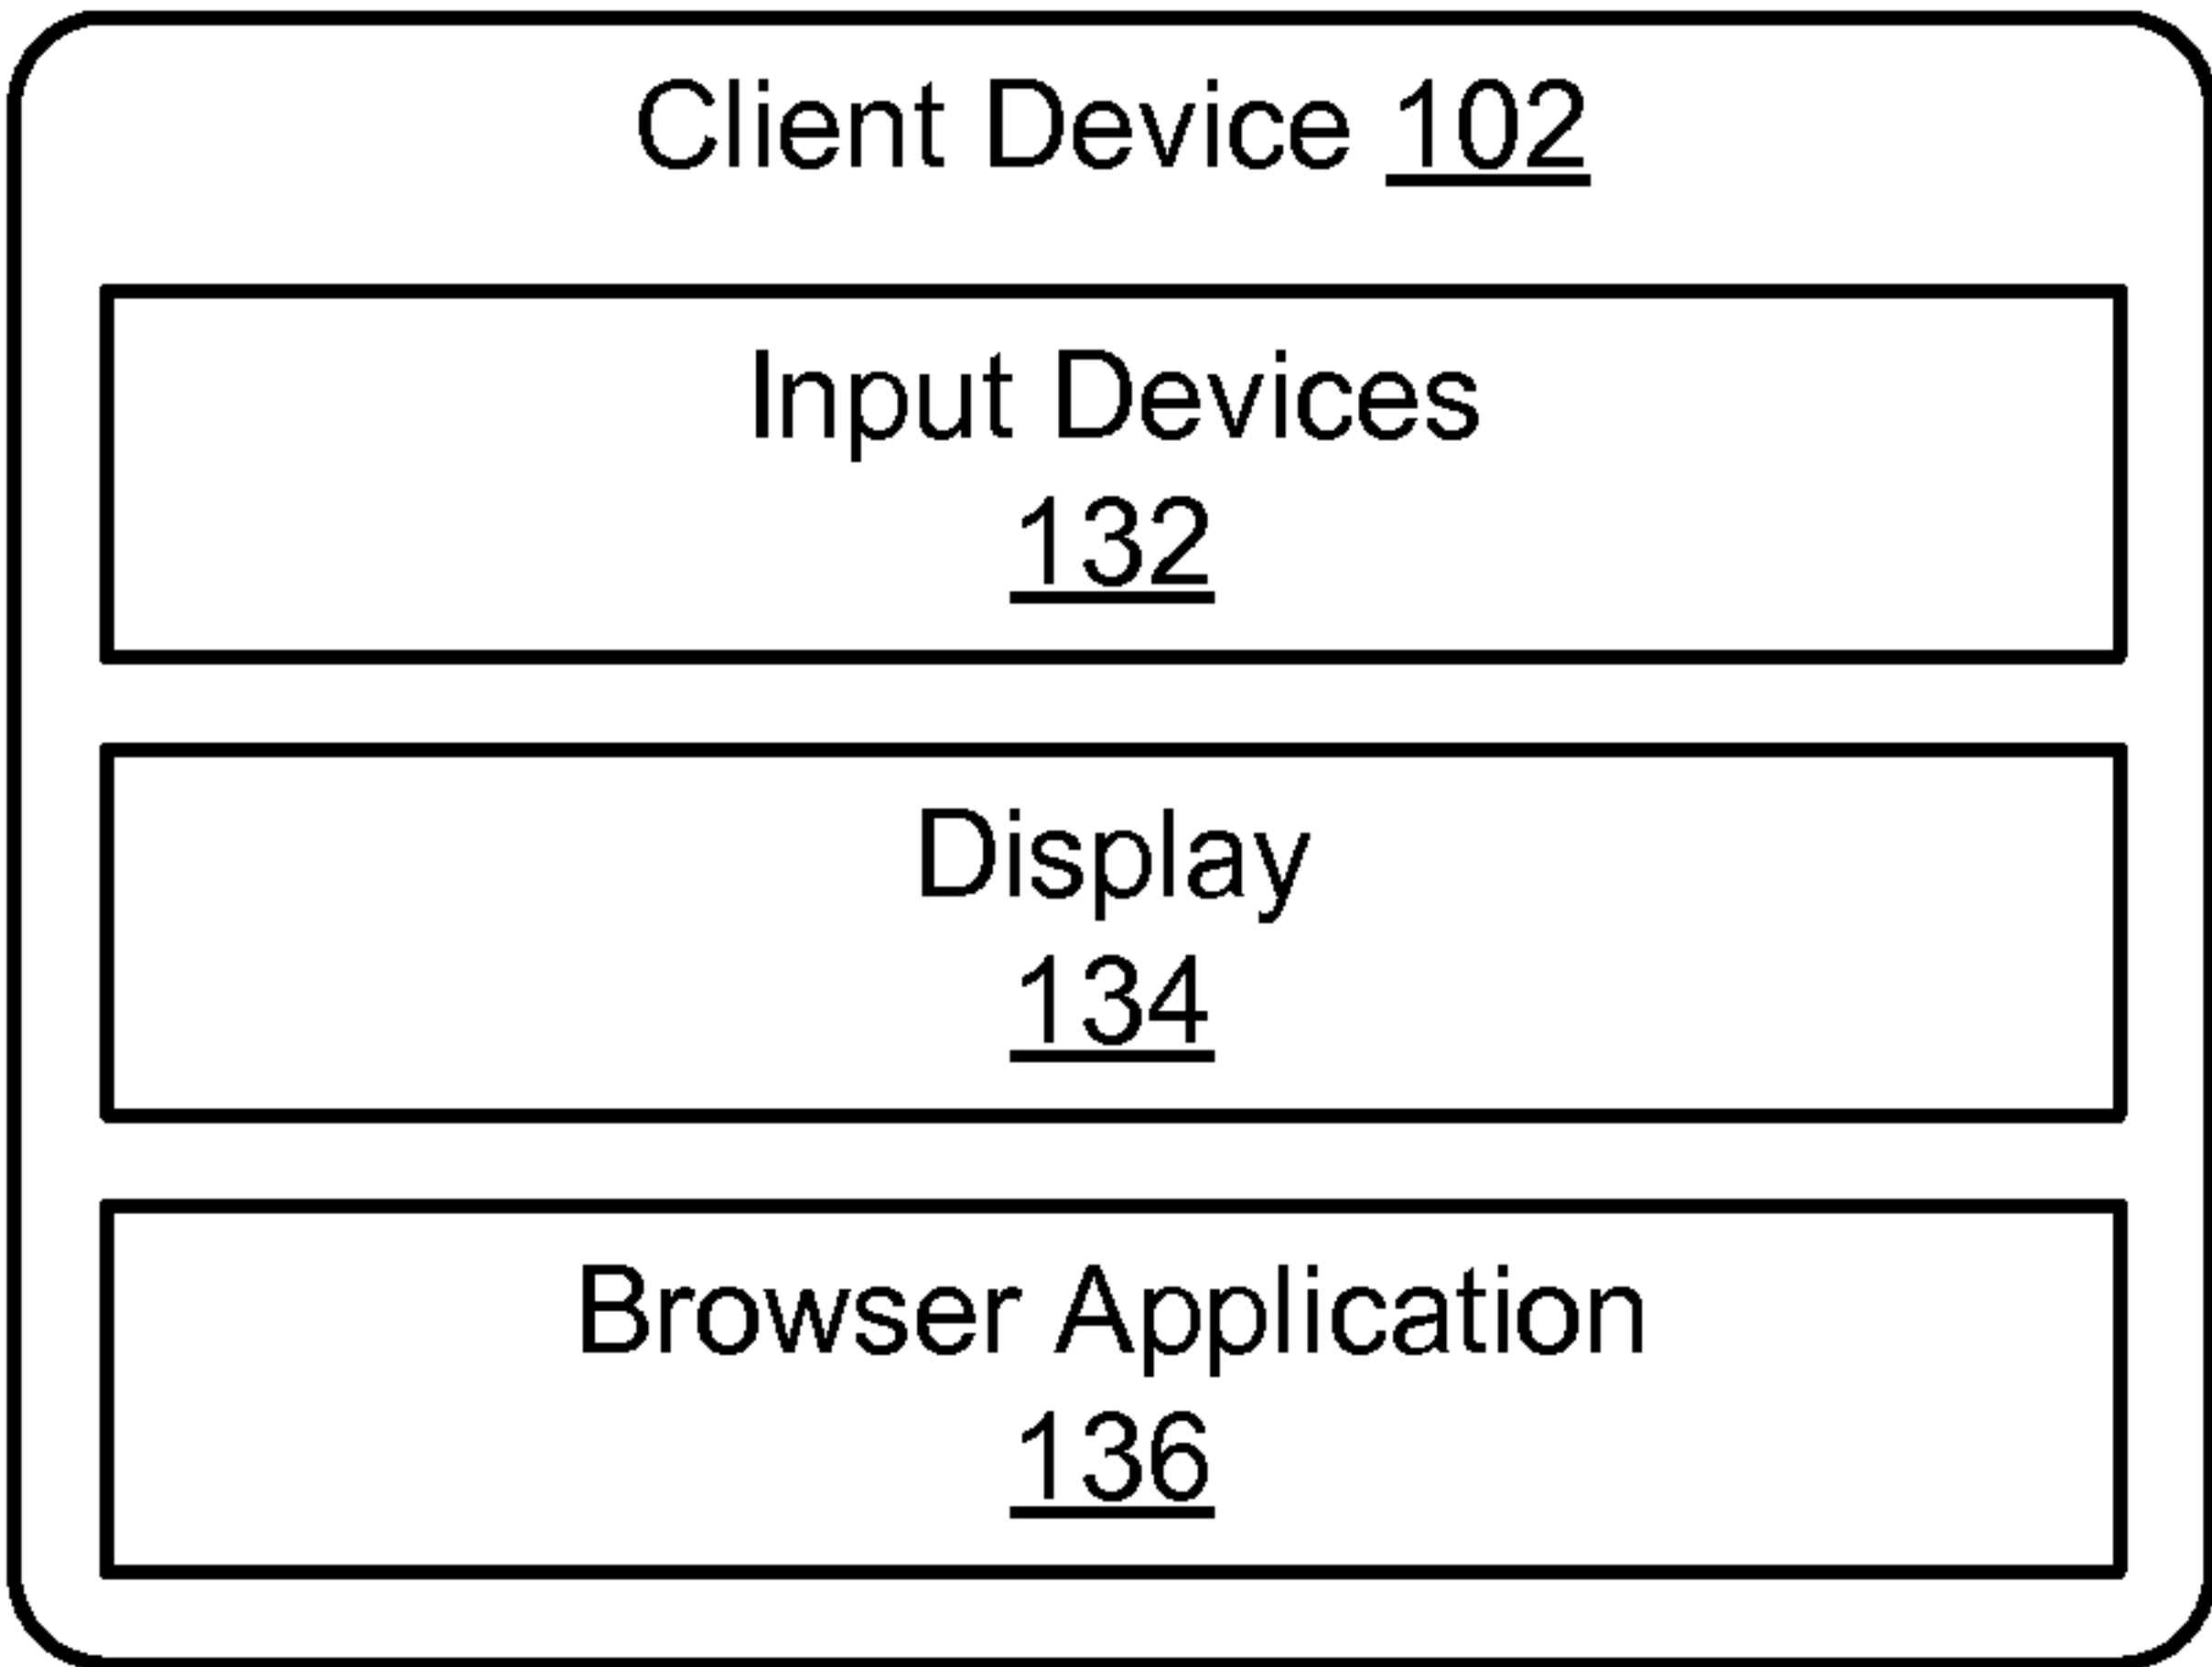 Client Device 102
Input Devices
132
Display
134
Browser Application
136